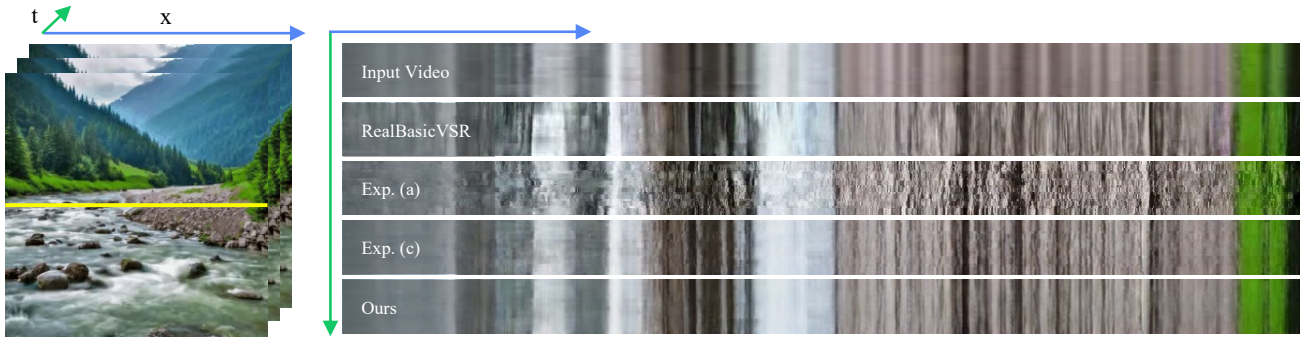 t
x
Input Video
RealBasicVSR
Exp. (a)
Exp. (c)
Ours